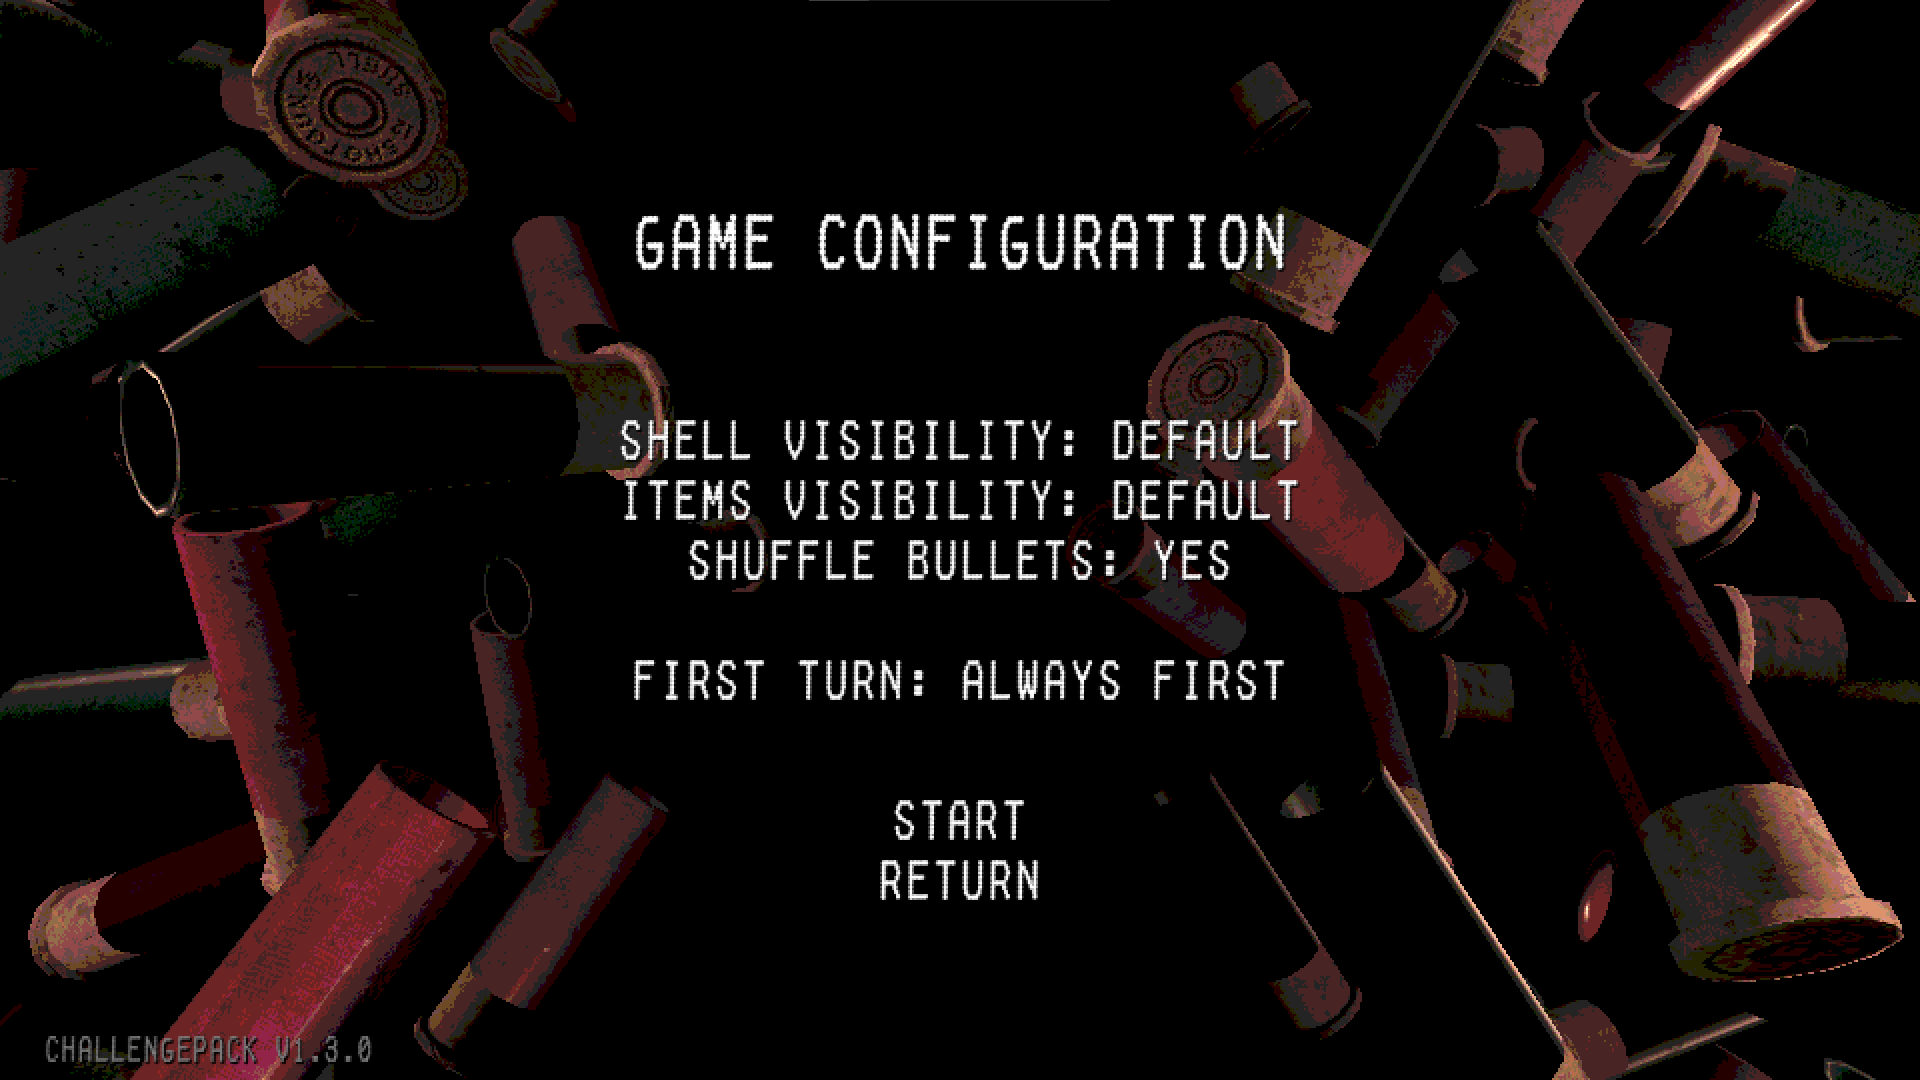 GAME CONFIGURATION
SHELL VISIBILITY: DEFAULT
ITEMS VISIBILITY: DEFAULT
SHUFFLE BULLETS: YES
FIRST TURN: ALWAYS FIRST
START
RETURN
CHALLENGEPACK V1.3.0